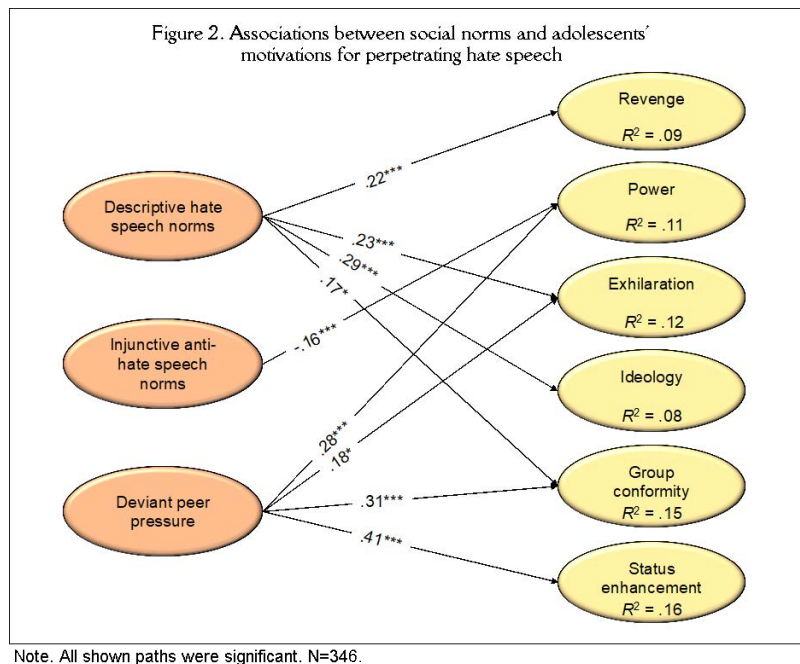 Figure 2. Associations between social norms and adolescents’
motivations for perpetrating hate speech
Descriptive hate
speech norms
Injunctive anti-
hate speech
norms
Deviant peer
pressure
.22***
.23***
.29***
.17*
-.16***
.28***
.18*
.31***
.41***
Revenge
R² = .09
Power
R² = .11
Exhilaration
R² = .12
Ideology
R² = .08
Group
conformity
R² = .15
Status
enhancement
R² = .16
Note. All shown paths were significant. N=346.